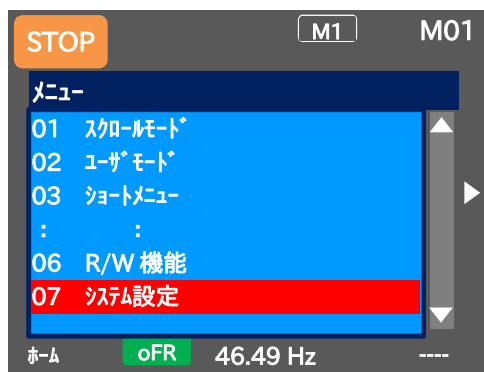 STOP M1 M01
ﾒﾆｭｰ
01 ｽｸﾛｰﾙﾓｰﾄﾞ
02 ﾕｰｻﾞﾓｰﾄﾞ
03 ｼｮｰﾄﾒﾆｭｰ
: :
06 R/W 機能
07 ｼｽﾃﾑ設定
ﾎｰﾑ oFR 46.49 Hz ----